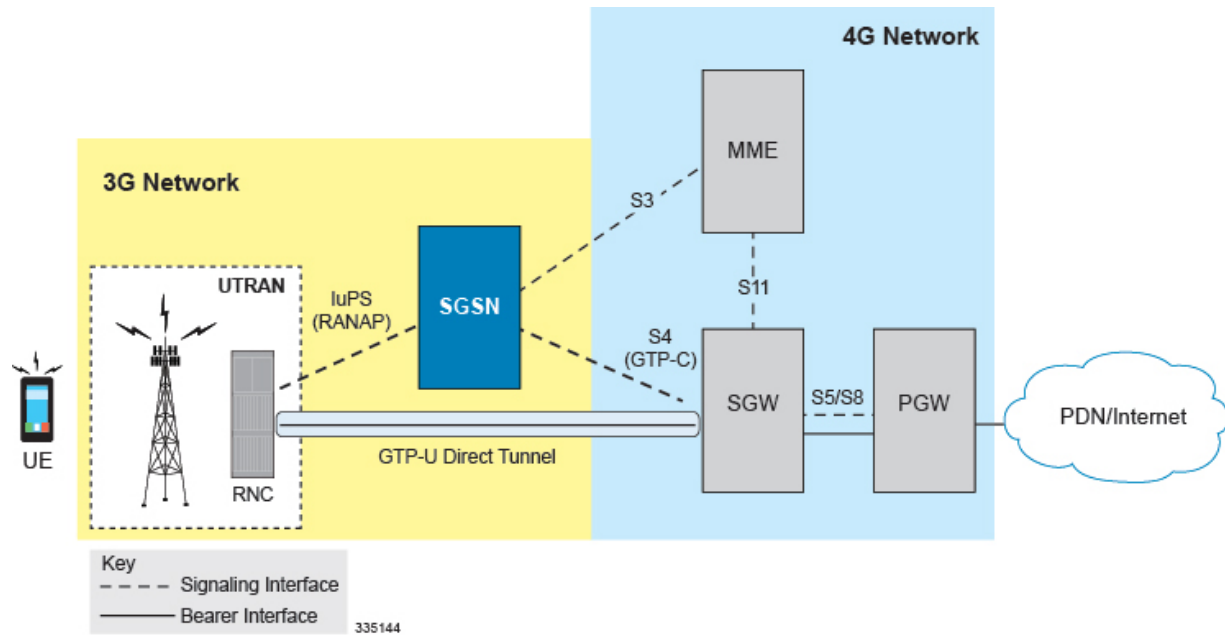 4G Network
MME
3G Network
S3
UTRAN
IuPS
(RANAP)
SGSN
S11
S4
(GTP-C)
SGW
S5/S8
PGW
PDN/Internet
UE
RNC
GTP-U Direct Tunnel
Key
Signaling Interface
Bearer Interface
335144